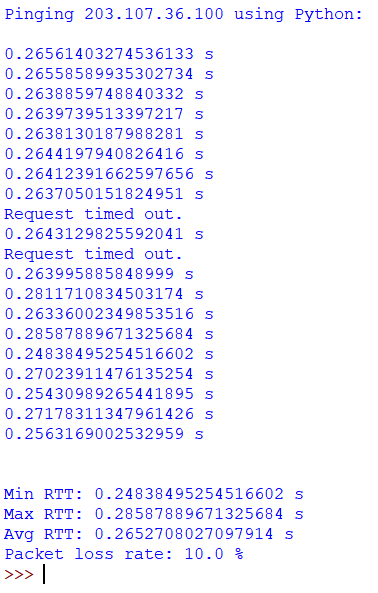 Pinging 203.107.36.100 using Python:
0.26561403274536133 s
0.26558589935302734 s
0.2638859748840332 s
0.2639739513397217 s
0.2638130187988281 s
0.2644197940826416 s
0.26412391662597656 s
0.2637050151824951 s
Request timed out.
0.2643129825592041 s
Request timed out.
0.263995885848999 s
0.2811710834503174 s
0.26336002349853516 s
0.28587889671325684 s
0.24838495254516602 s
0.27023911476135254 s
0.25430989265441895 s
0.27178311347961426 s
0.2563169002532959 s
Min RTT: 0.24838495254516602 s
Max RTT: 0.28587889671325684 s
Avg RTT: 0.2652708027097914 s
Packet loss rate: 10.0 %
>>>